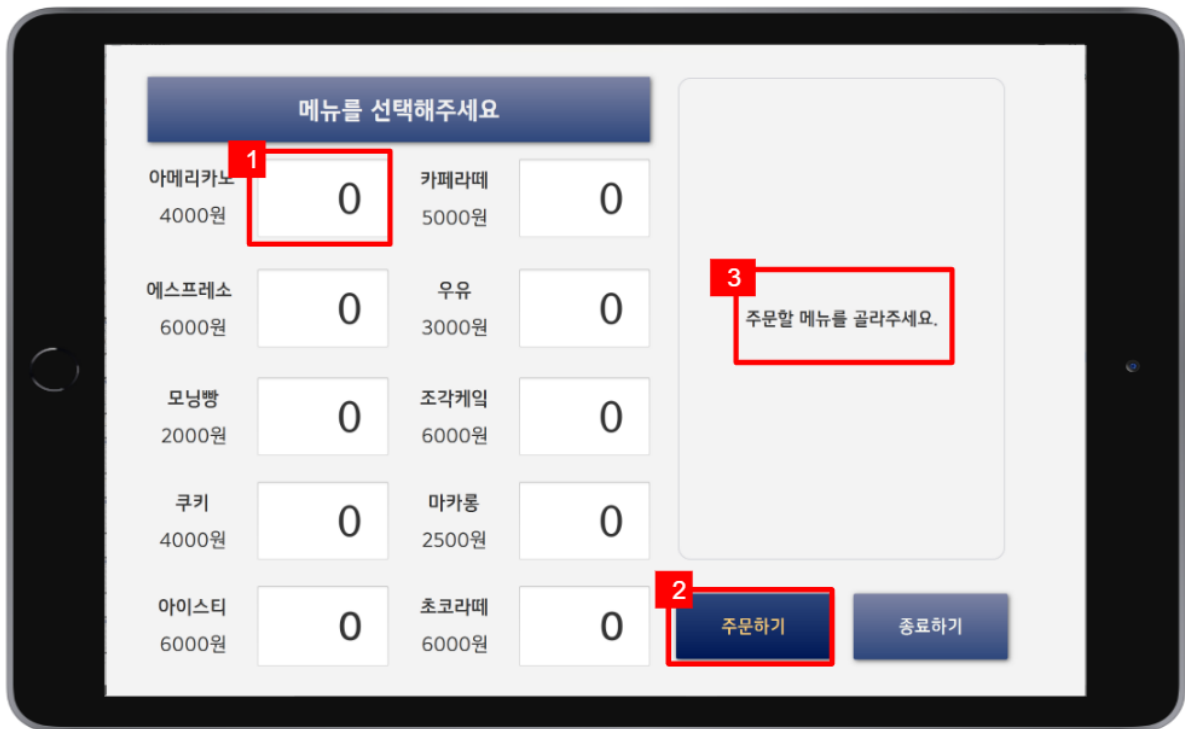 메뉴를 선택해주세요
1
아메리카노
4000원
0
카페라떼
5000원
0
에스프레소
6000원
0
우유
3000원
0
모닝빵
2000원
0
조각케익
6000원
0
쿠키
4000원
0
마카롱
2500원
0
아이스티
6000원
0
초코라떼
6000원
0
3
주문할 메뉴를 골라주세요.
2
주문하기
종료하기